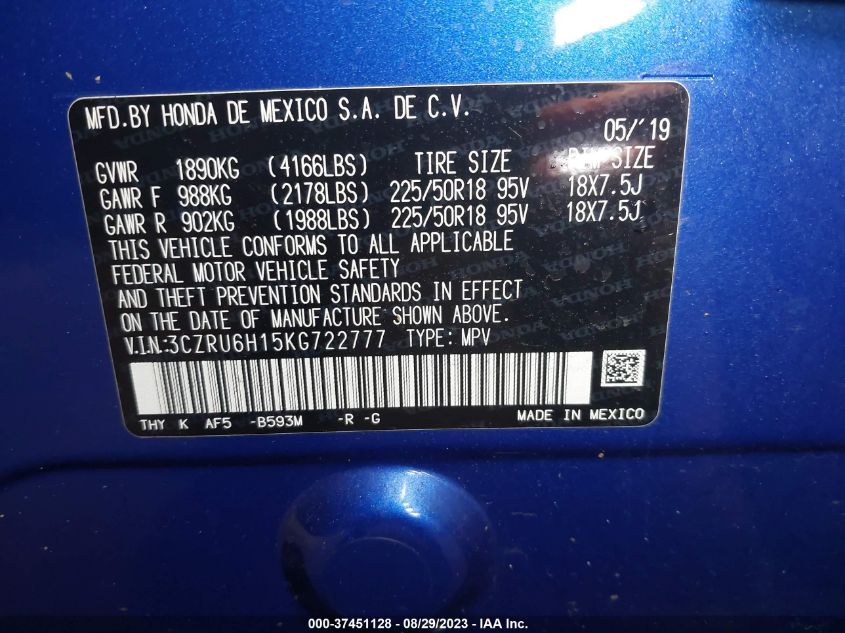 MFD.BY HONDA DE MEXICO S.A. DE C.V.
05/'19
GVWR 1890KG (4166LBS) TIRE SIZE RIM SIZE
GAWR F 988KG (2178LBS) 225/50R18 95V 18X7.5J
GAWR R 902KG (1988LBS) 225/50R18 95V 18X7.5J
THIS VEHICLE CONFORMS TO ALL APPLICABLE
FEDERAL MOTOR VEHICLE SAFETY
AND THEFT PREVENTION STANDARDS IN EFFECT
ON THE DATE OF MANUFACTURE SHOWN ABOVE.
V.I.N.:3CZRU6H15KG722777 TYPE: MPV
THY K AF5 -B593M -R -G MADE IN MEXICO
000-37451128 - 08/29/2023 - IAA Inc.